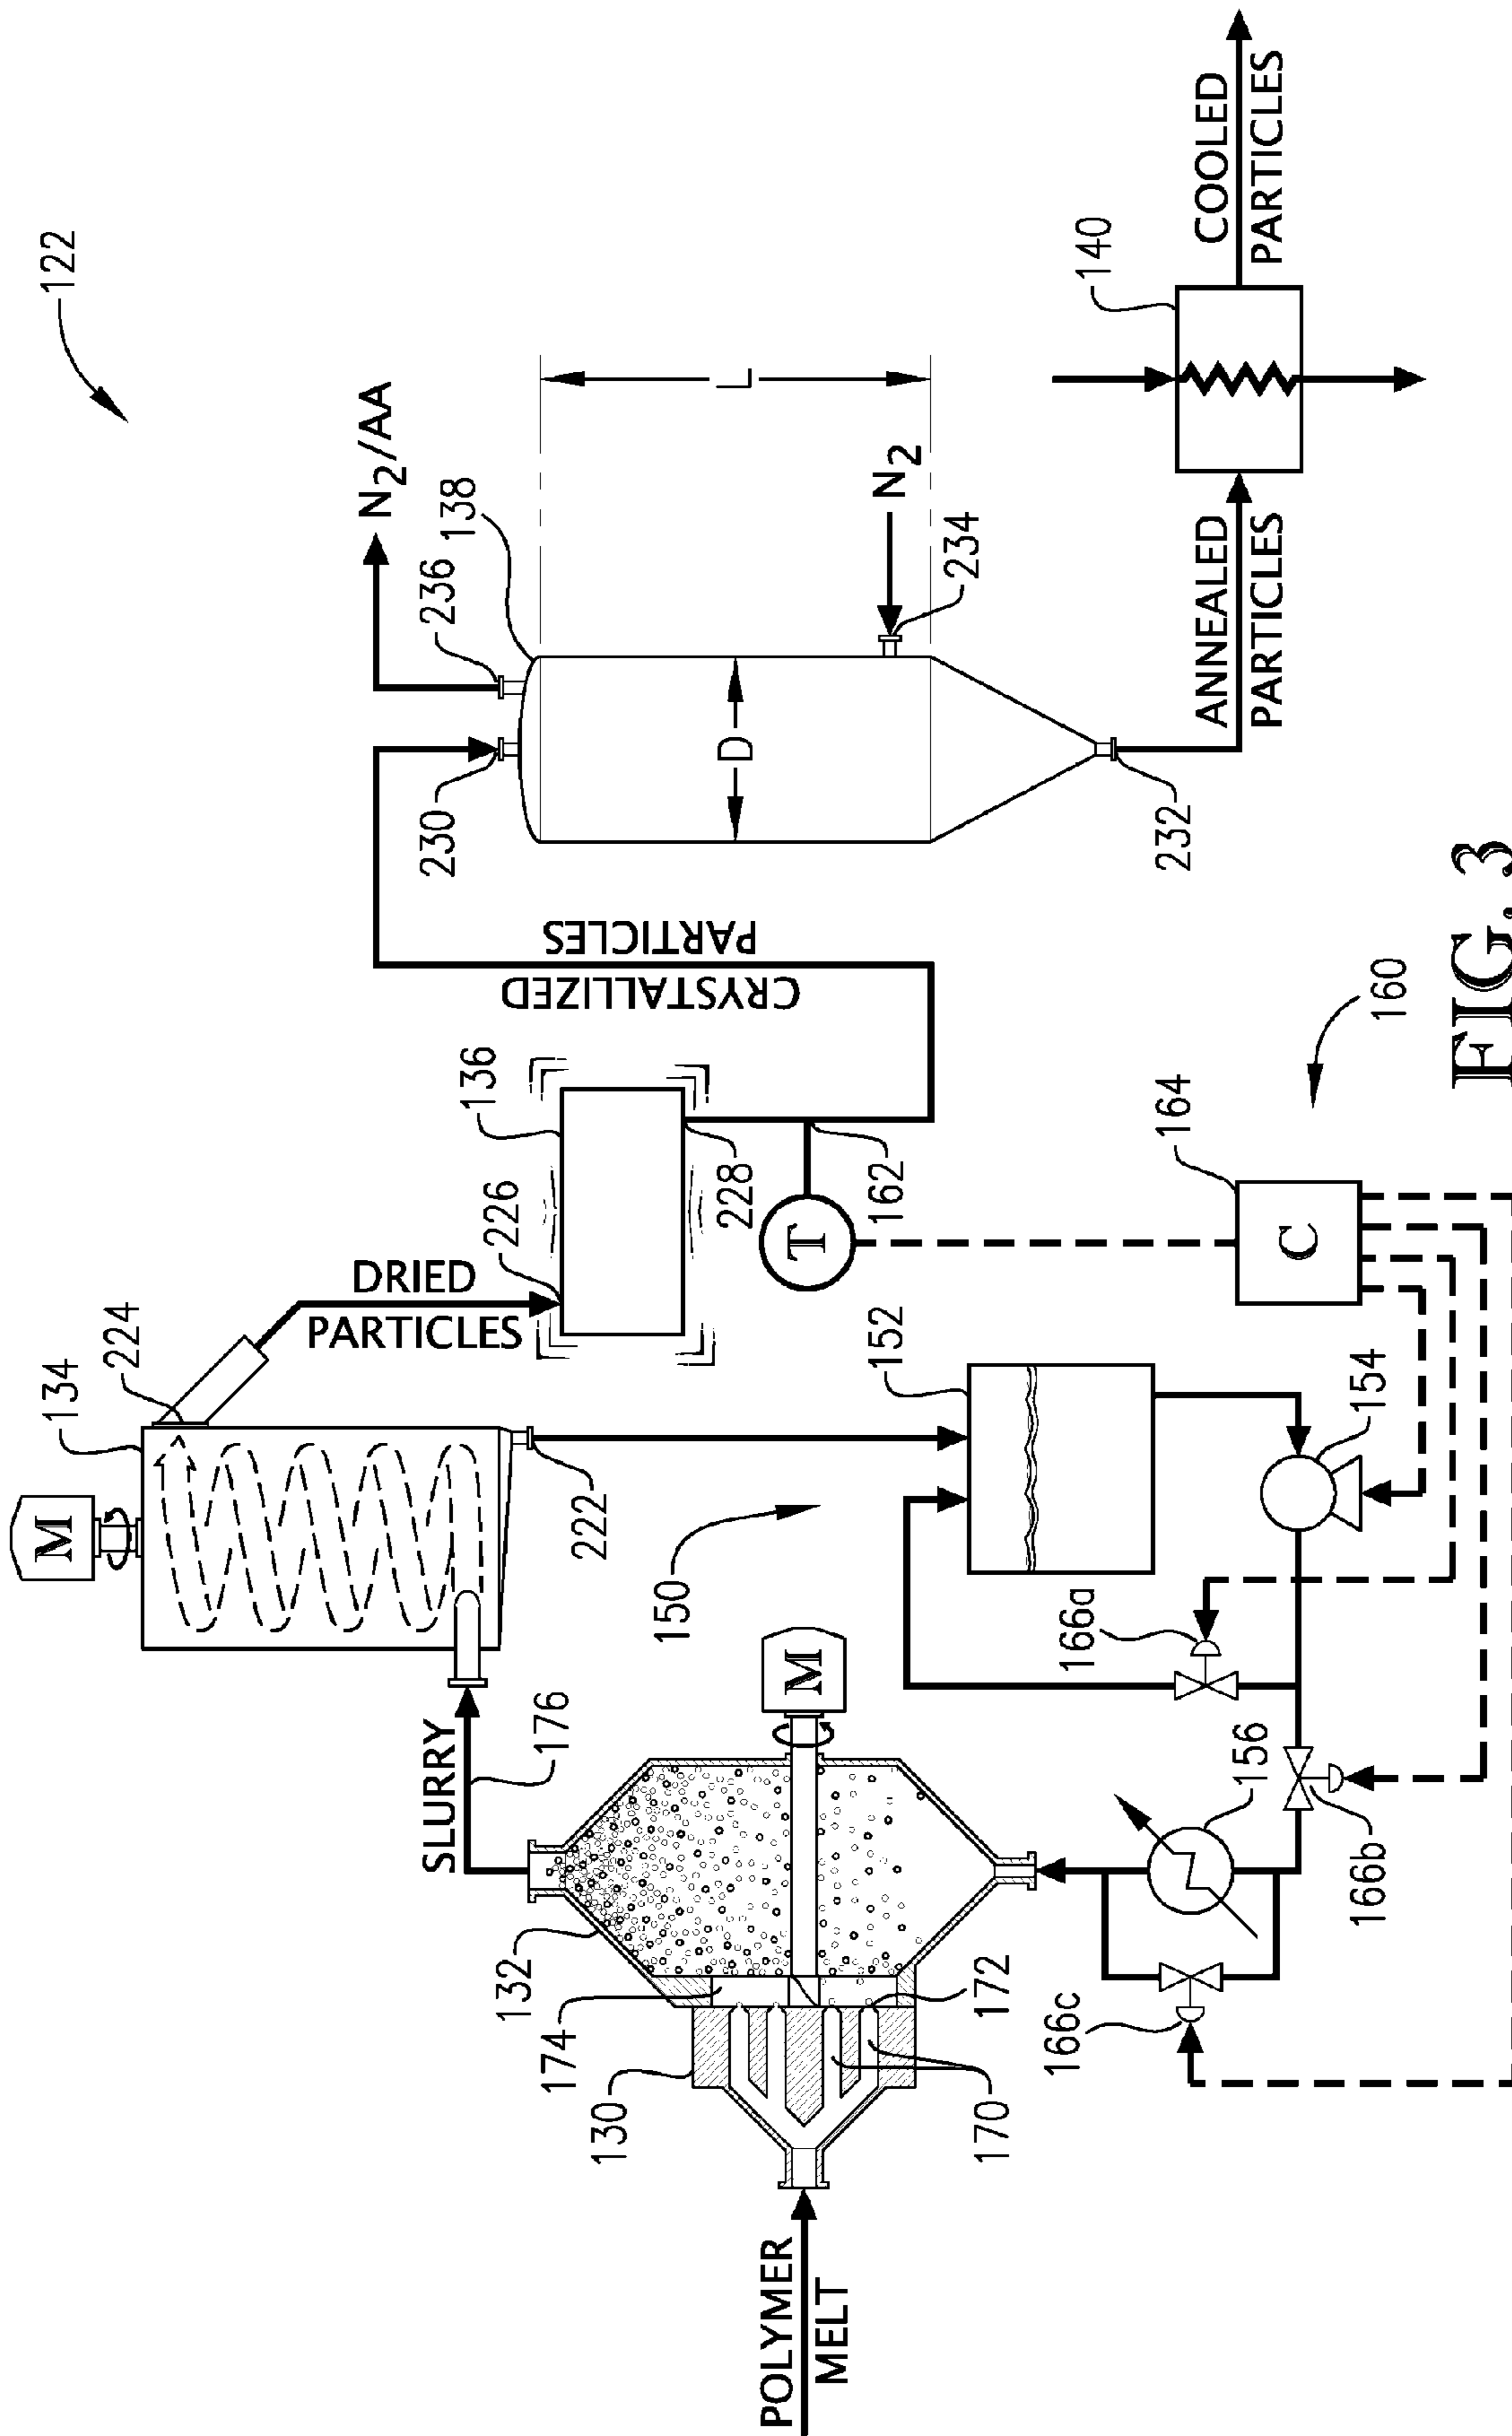 122
134
M
224
DRIED
PARTICLES
226
136
228
162
T
CRYSTALLIZED
PARTICLES
230
236
138
N2/AA
D
L
N2
234
232
ANNEALED
PARTICLES
140
COOLED
PARTICLES
SLURRY
176
222
150
152
154
164
C
160
132
174
130
M
172
170
POLYMER
MELT
156
166a
166b
166c
FIG. 3